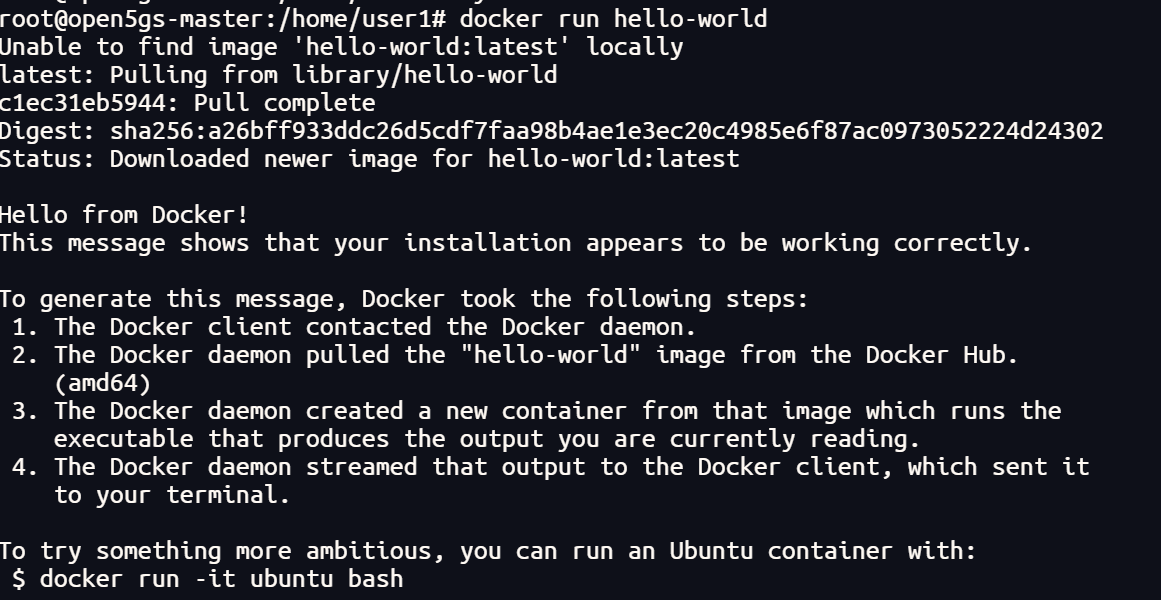 root@open5gs-master:/home/user1# docker run hello-world
Unable to find image 'hello-world:latest' locally
latest: Pulling from library/hello-world
c1ec31eb5944: Pull complete
Digest: sha256:a26bff933ddc26d5cdf7faa98b4ae1e3ec20c4985e6f87ac0973052224d24302
Status: Downloaded newer image for hello-world:latest

Hello from Docker!
This message shows that your installation appears to be working correctly.

To generate this message, Docker took the following steps:
 1. The Docker client contacted the Docker daemon.
 2. The Docker daemon pulled the "hello-world" image from the Docker Hub.
    (amd64)
 3. The Docker daemon created a new container from that image which runs the
    executable that produces the output you are currently reading.
 4. The Docker daemon streamed that output to the Docker client, which sent it
    to your terminal.

To try something more ambitious, you can run an Ubuntu container with:
 $ docker run -it ubuntu bash